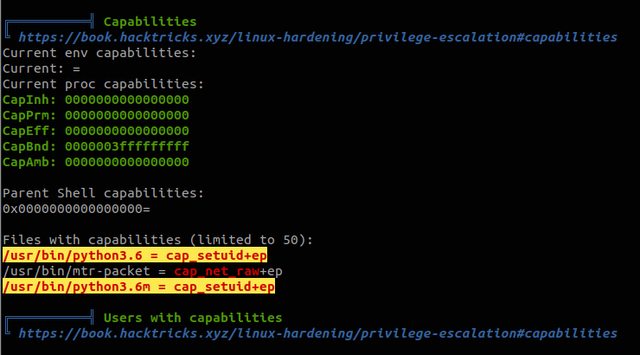 ╔══════════╣ Capabilities
╚ https://book.hacktricks.xyz/linux-hardening/privilege-escalation#capabilities
Current env capabilities:
Current: =
Current proc capabilities:
CapInh: 0000000000000000
CapPrm: 0000000000000000
CapEff: 0000000000000000
CapBnd: 0000003fffffffff
CapAmb: 0000000000000000
Parent Shell capabilities:
0x0000000000000000=
Files with capabilities (limited to 50):
/usr/bin/python3.6 = cap_setuid+ep
/usr/bin/mtr-packet = cap_net_raw+ep
/usr/bin/python3.6m = cap_setuid+ep
╔══════════╣ Users with capabilities
╚ https://book.hacktricks.xyz/linux-hardening/privilege-escalation#capabilities